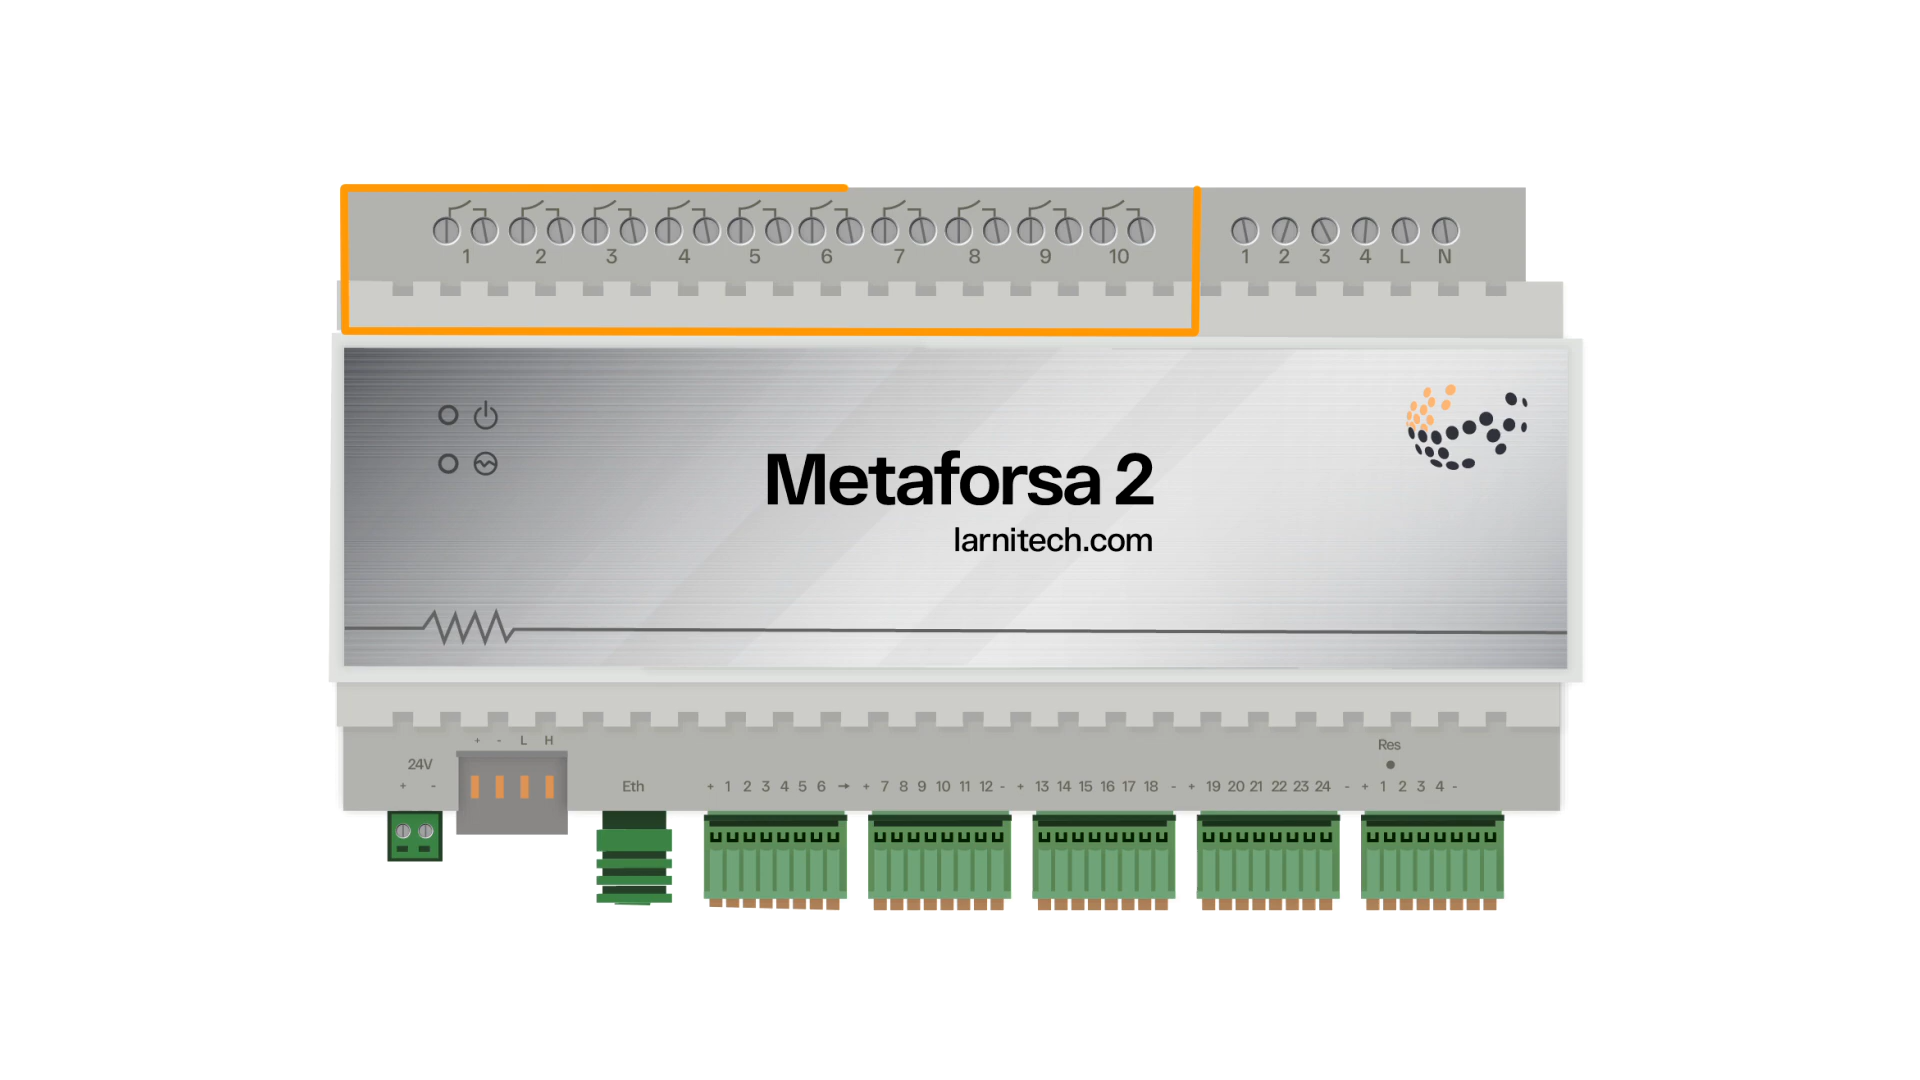 1 2 3 4 5 6 7 8 9 10 1 2 3 4 L N
Metaforsa 2
larnitech.com
+ - L H
Res
24V
+ -
Eth
+ 1 2 3 4 5 6 → + 7 8 9 10 11 12 - + 13 14 15 16 17 18 - + 19 20 21 22 23 24 - + 1 2 3 4 -